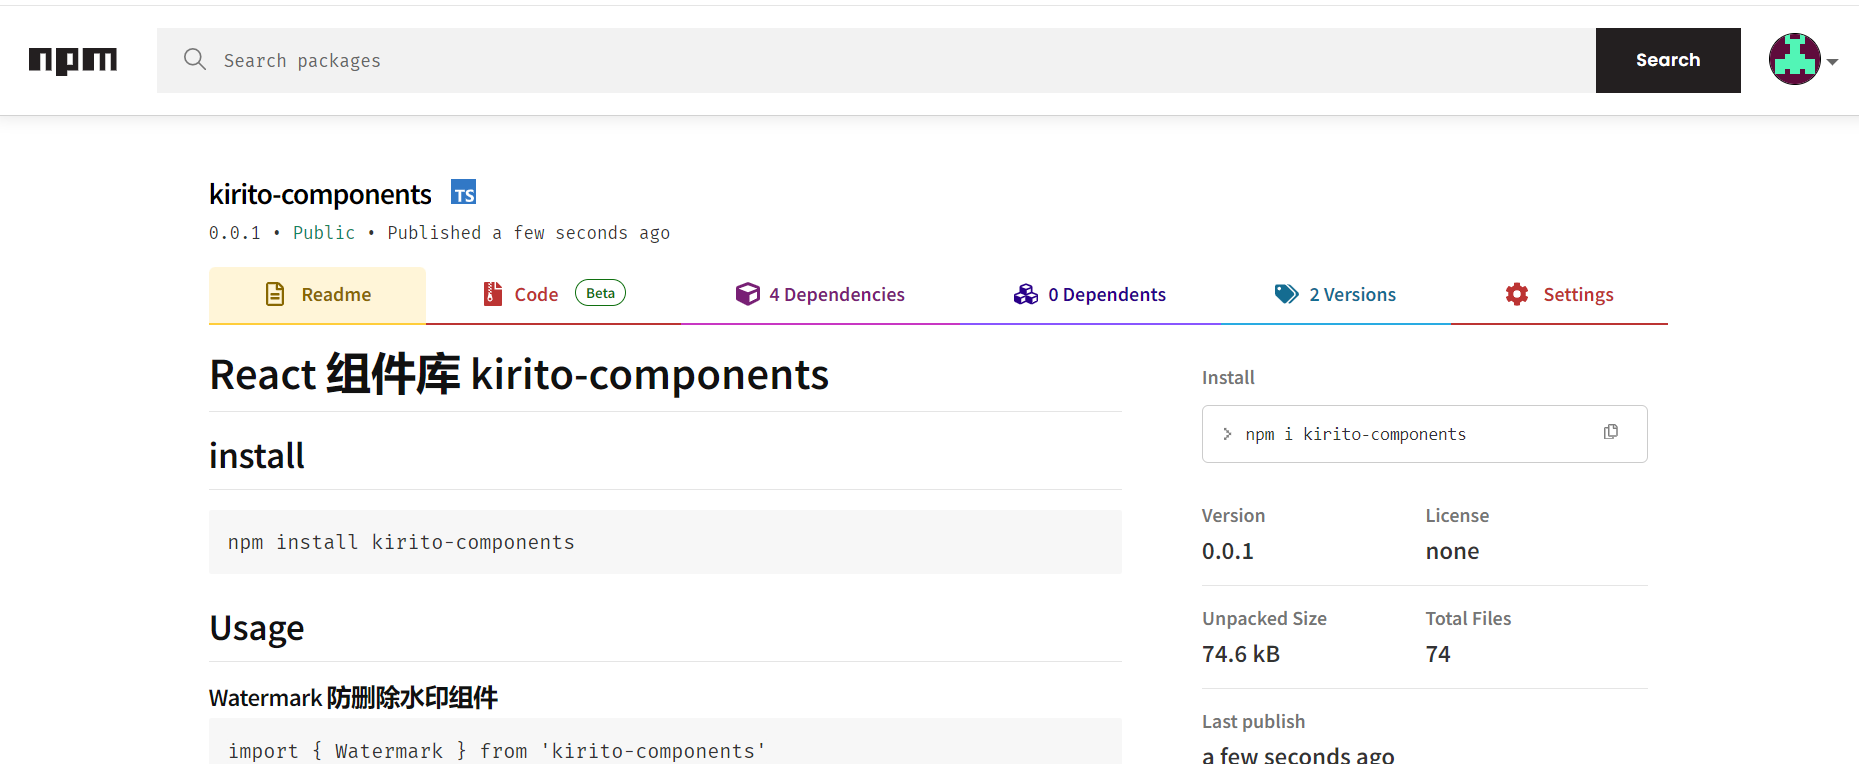 npm
Search packages
Search
kirito-components TS
0.0.1 • Public • Published a few seconds ago
Readme
Code Beta
4 Dependencies
0 Dependents
2 Versions
Settings
React 组件库 kirito-components
install
npm install kirito-components
Usage
Watermark 防删除水印组件
import { Watermark } from 'kirito-components'
Install
> npm i kirito-components
Version
License
0.0.1
none
Unpacked Size
Total Files
74.6 kB
74
Last publish
a few seconds ago